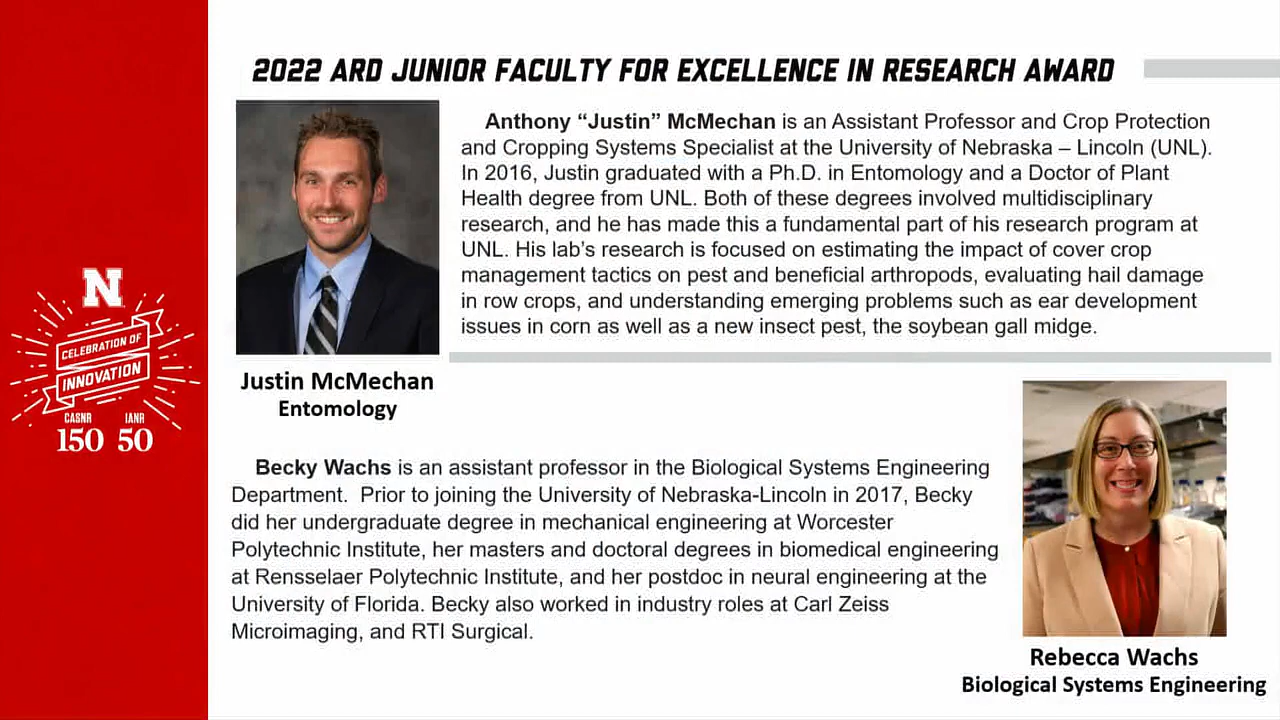 2022 ARD JUNIOR FACULTY FOR EXCELLENCE IN RESEARCH AWARD
Anthony “Justin” McMechan is an Assistant Professor and Crop Protection
and Cropping Systems Specialist at the University of Nebraska – Lincoln (UNL).
In 2016, Justin graduated with a Ph.D. in Entomology and a Doctor of Plant
Health degree from UNL. Both of these degrees involved multidisciplinary
research, and he has made this a fundamental part of his research program at
UNL. His lab’s research is focused on estimating the impact of cover crop
management tactics on pest and beneficial arthropods, evaluating hail damage
in row crops, and understanding emerging problems such as ear development
issues in corn as well as a new insect pest, the soybean gall midge.
Justin McMechan
Entomology
N
CELEBRATION OF
INNOVATION
CASNR IANR
150 50
Becky Wachs is an assistant professor in the Biological Systems Engineering
Department. Prior to joining the University of Nebraska-Lincoln in 2017, Becky
did her undergraduate degree in mechanical engineering at Worcester
Polytechnic Institute, her masters and doctoral degrees in biomedical engineering
at Rensselaer Polytechnic Institute, and her postdoc in neural engineering at the
University of Florida. Becky also worked in industry roles at Carl Zeiss
Microimaging, and RTI Surgical.
Rebecca Wachs
Biological Systems Engineering